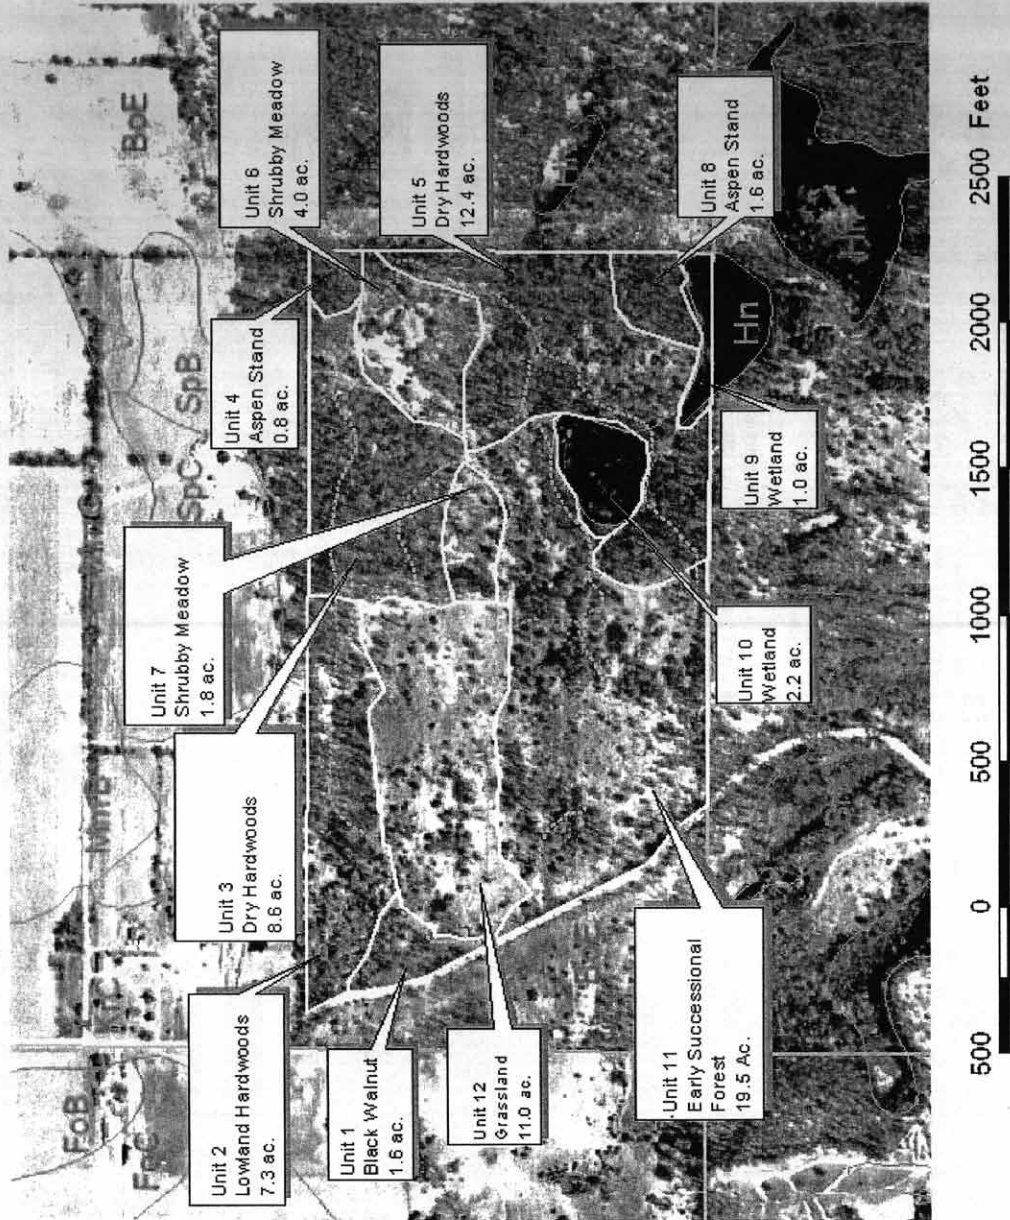 Unit 2
Lowland Hardwoods
7.3 ac.
Unit 3
Dry Hardwoods
8.6 ac.
Unit 7
Shrubby Meadow
1.8 ac.
Unit 4
Aspen Stand
0.8 ac.
Unit 6
Shrubby Meadow
4.0 ac.
Unit 1
Black Walnut
1.6 ac.
Unit 12
Grassland
11.0 ac.
Unit 11
Early Successional
Forest
19.5 Ac.
Unit 10
Wetland
2.2 ac.
Unit 9
Wetland
1.0 ac.
Unit 5
Dry Hardwoods
12.4 ac.
Unit 8
Aspen Stand
1.6 ac.
FoB
SpC
SpB
BoE
Hn
Hn
500 0 500 1000 1500 2000 2500 Feet